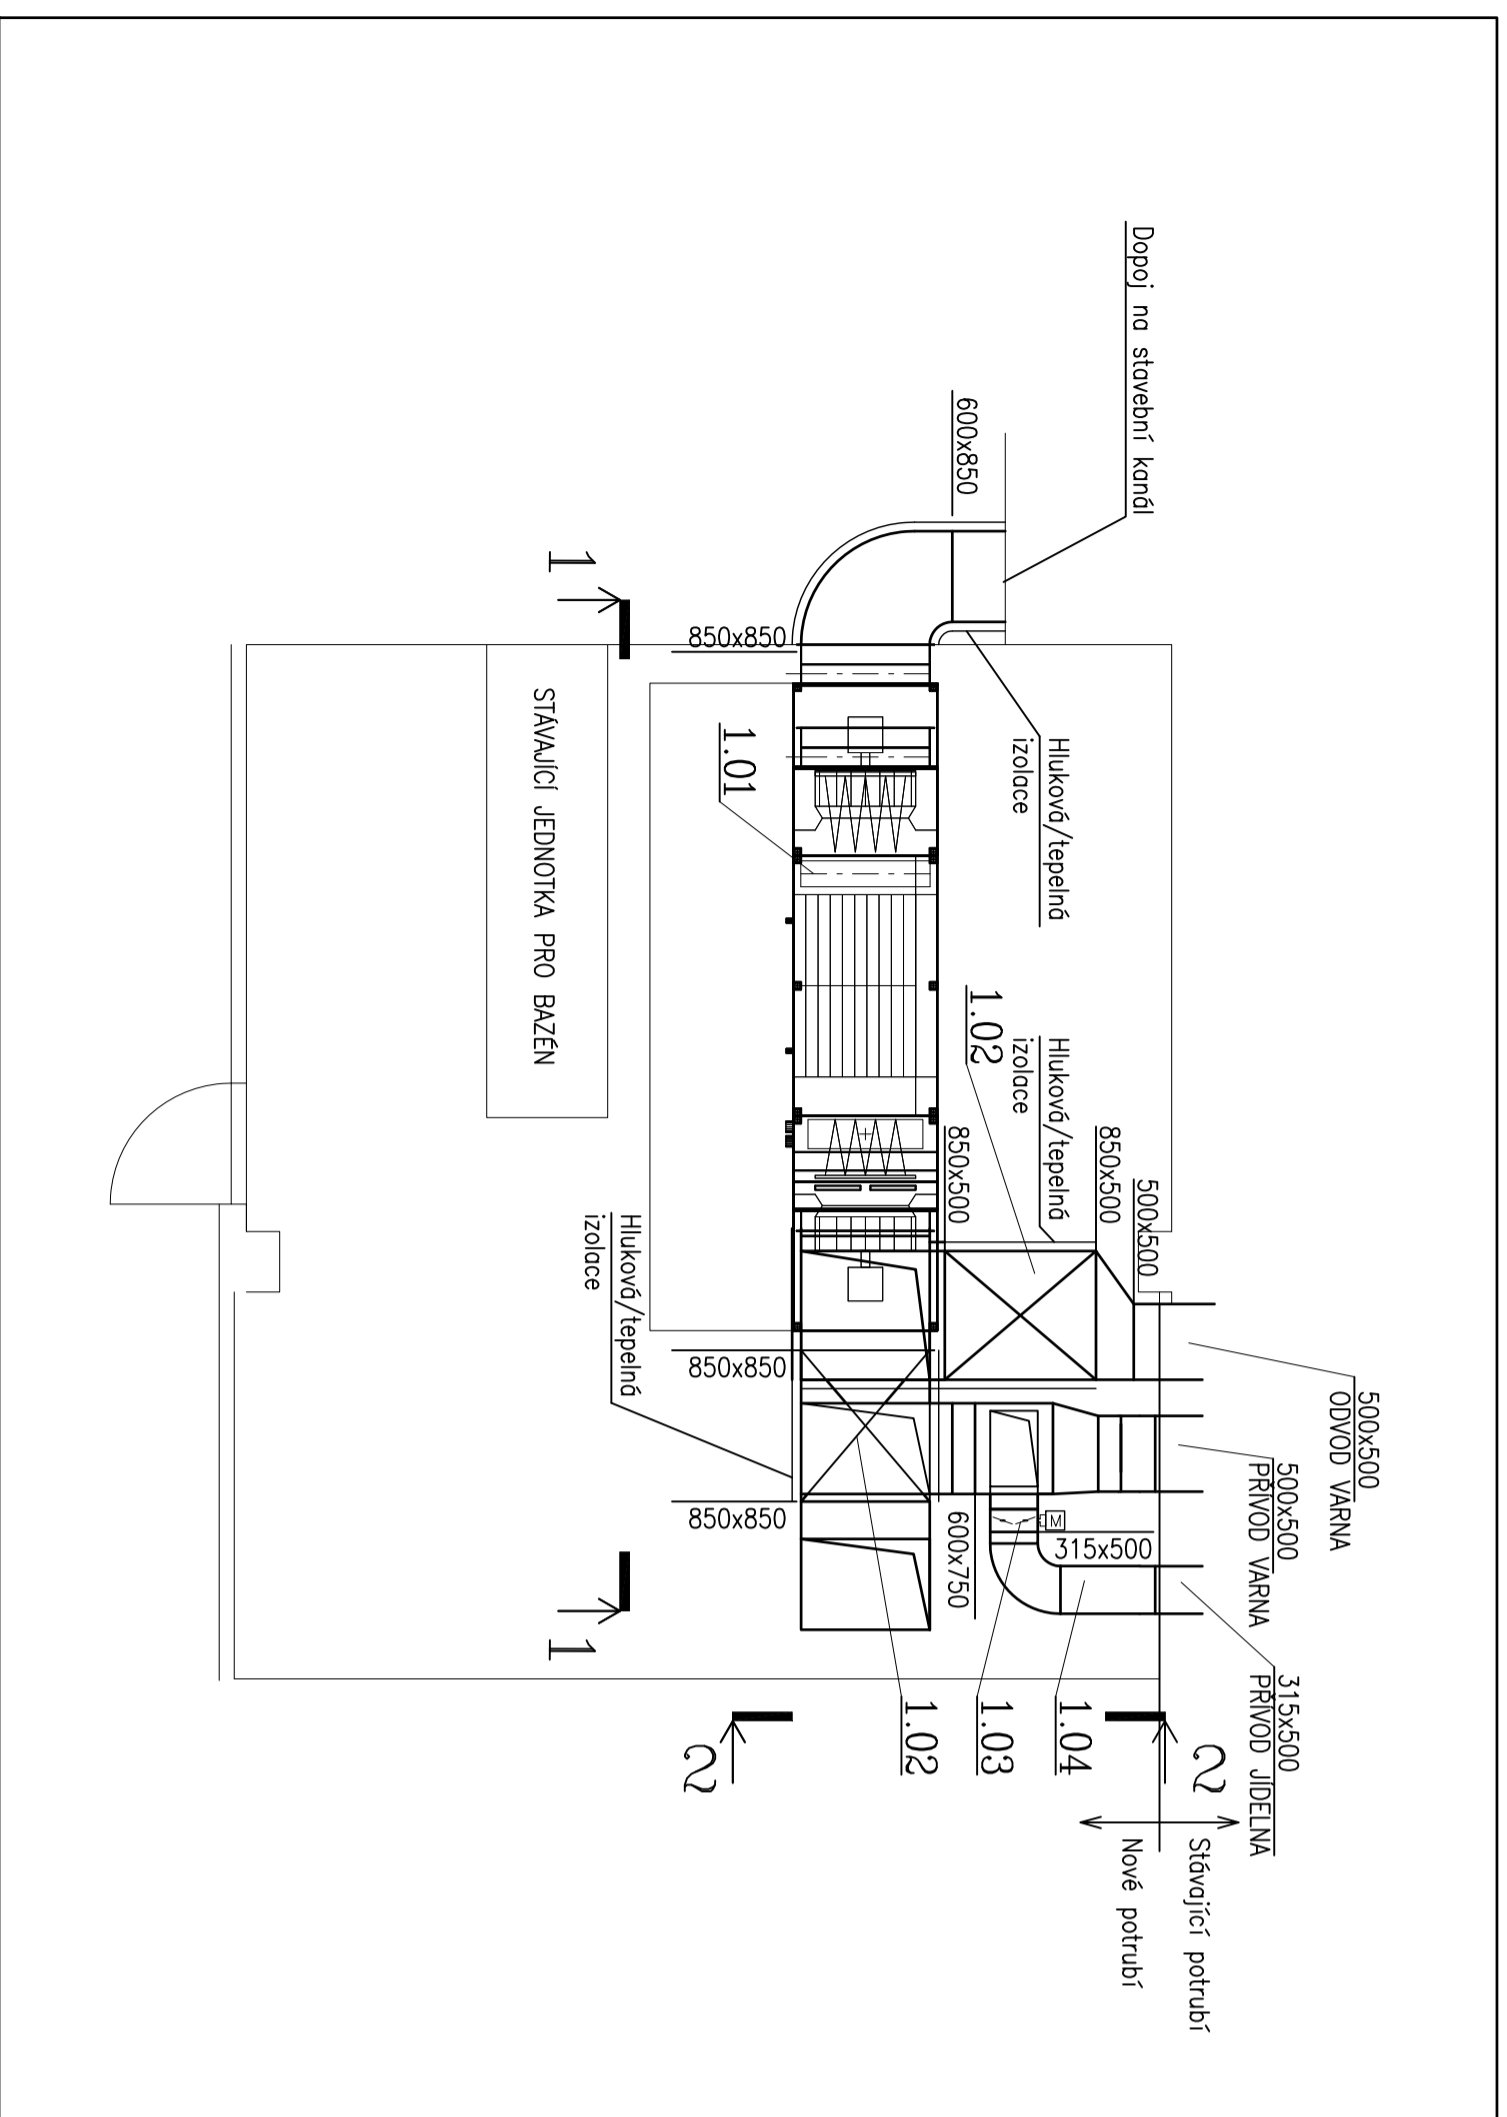 Dopoj na stavební kanál
600x850
850x850
1
STÁVAJÍCÍ JEDNOTKA PRO BAZÉN
1.01
Hluková/tepelná
izolace
1.02
Hluková/tepelná
izolace
850x500
850x500
500x500
Hluková/tepelná
izolace
850x850
850x850
600x750
M
315x500
500x500
ODVOD VARNA
500x500
PŘÍVOD VARNA
315x500
PŘÍVOD JÍDELNA
1
1.02
1.03
1.04
2
2
Stávající potrubí
Nové potrubí